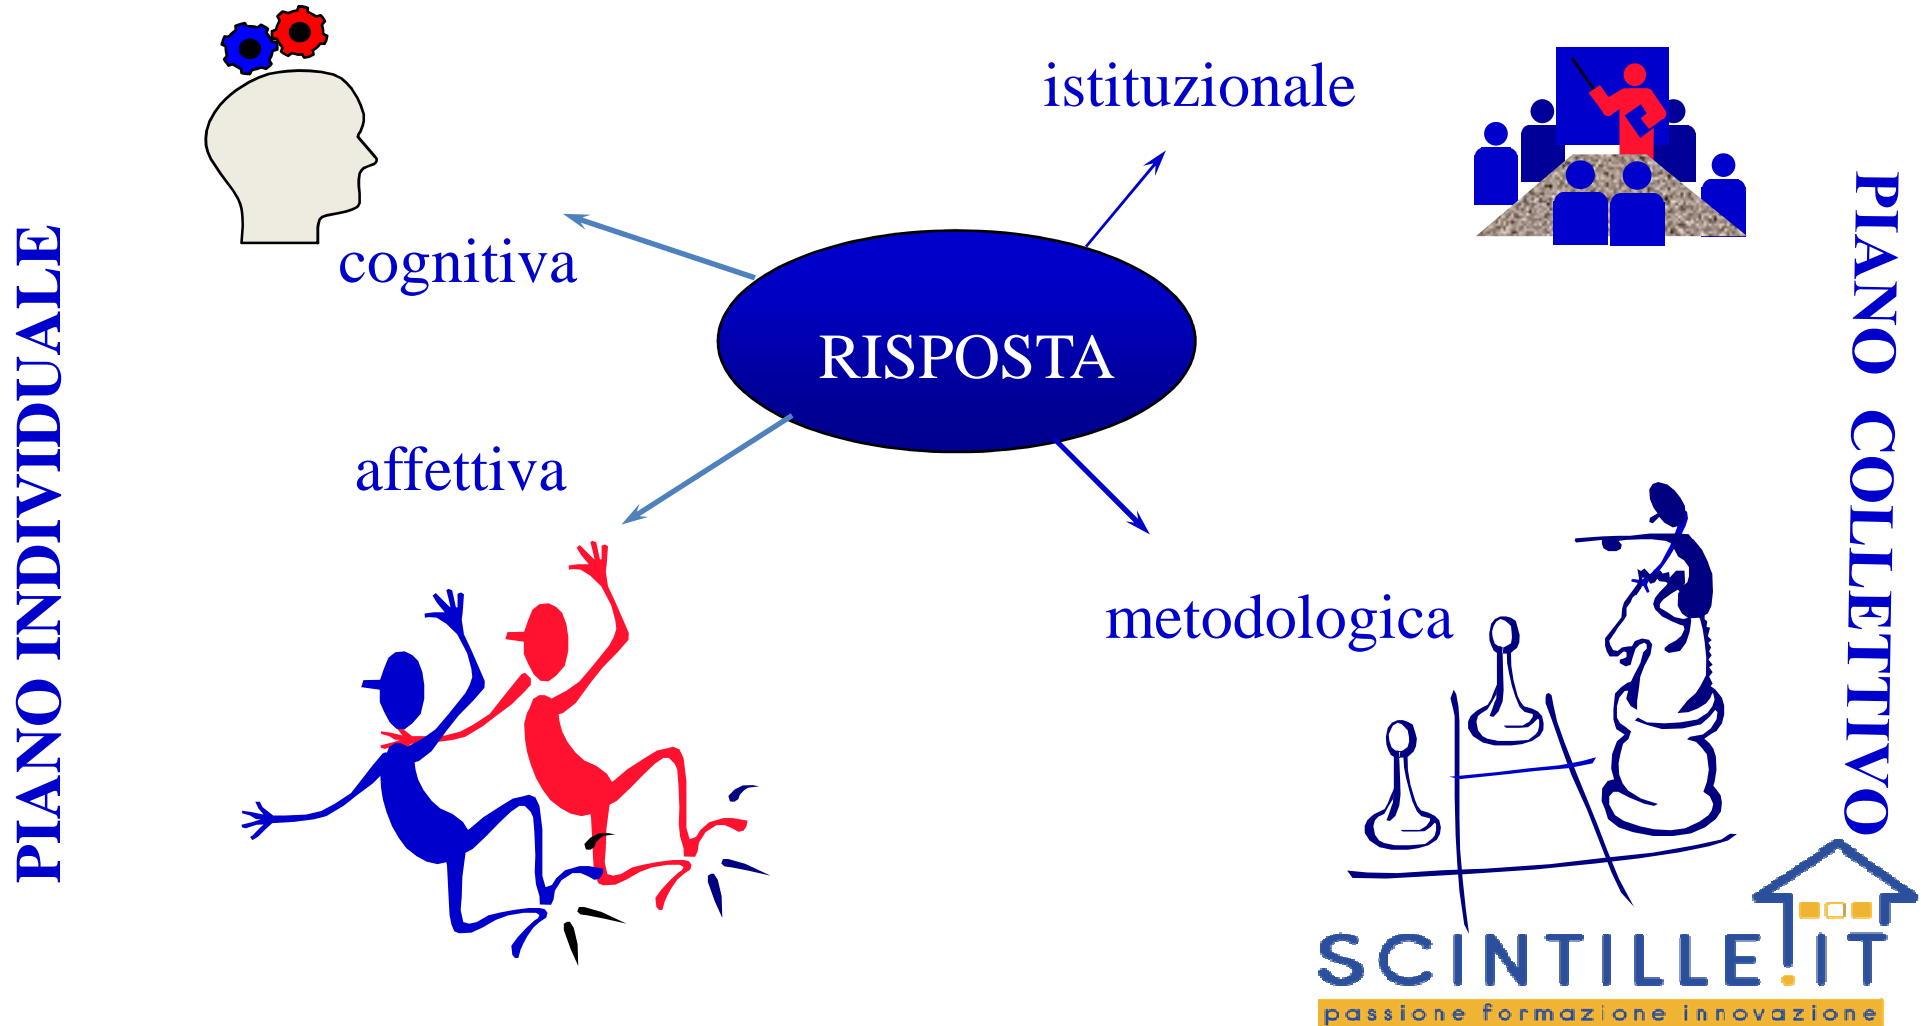 istituzionale
cognitiva
RISPOSTA
affettiva
metodologica
PIANO INDIVIDUALE
PIANO COLLETTIVO
SCINTILLE.IT
passione formazione innovazione